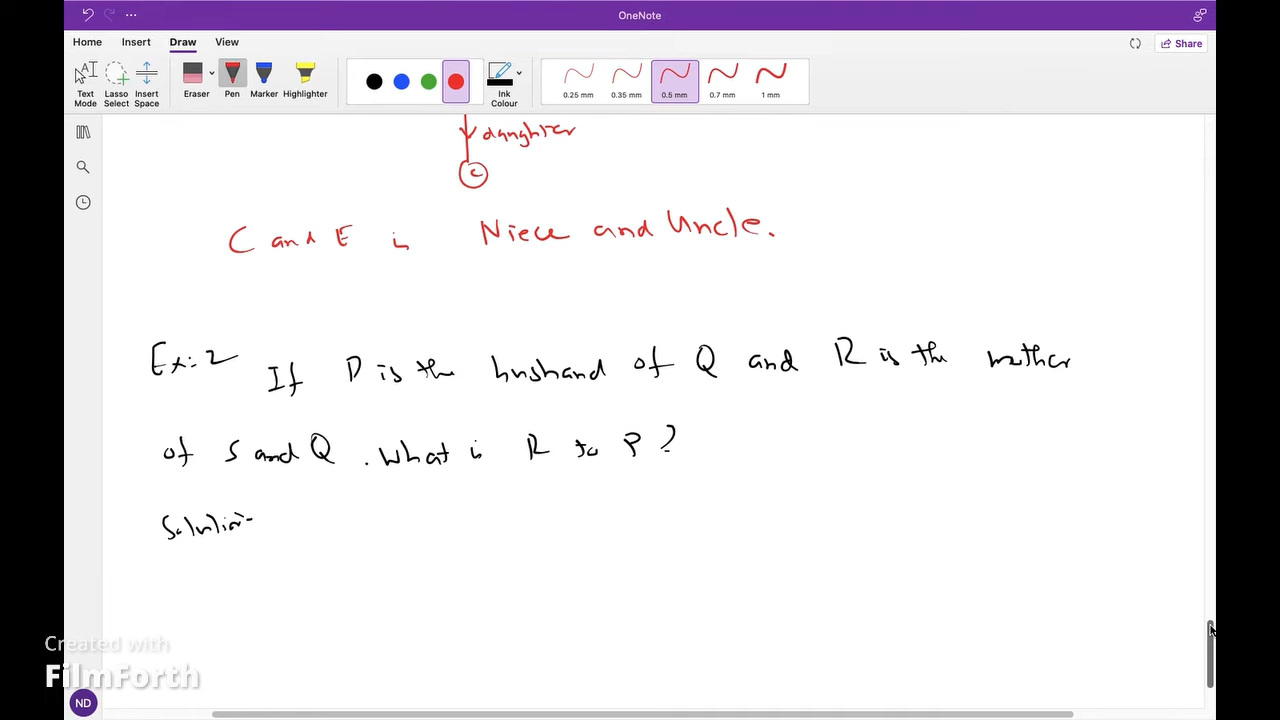 OneNote
Home Insert Draw View
Share
Text Mode
Lasso Select
Insert Space
Eraser
Pen
Marker
Highlighter
Ink Colour
0.25 mm
0.35 mm
0.5 mm
0.7 mm
1 mm
daughter
C
C and E is Niece and Uncle.
Ex:2 If P is the husband of Q and R is the mother
of S and Q. What is R to P?
Solution:-
Created with
FilmForth
ND